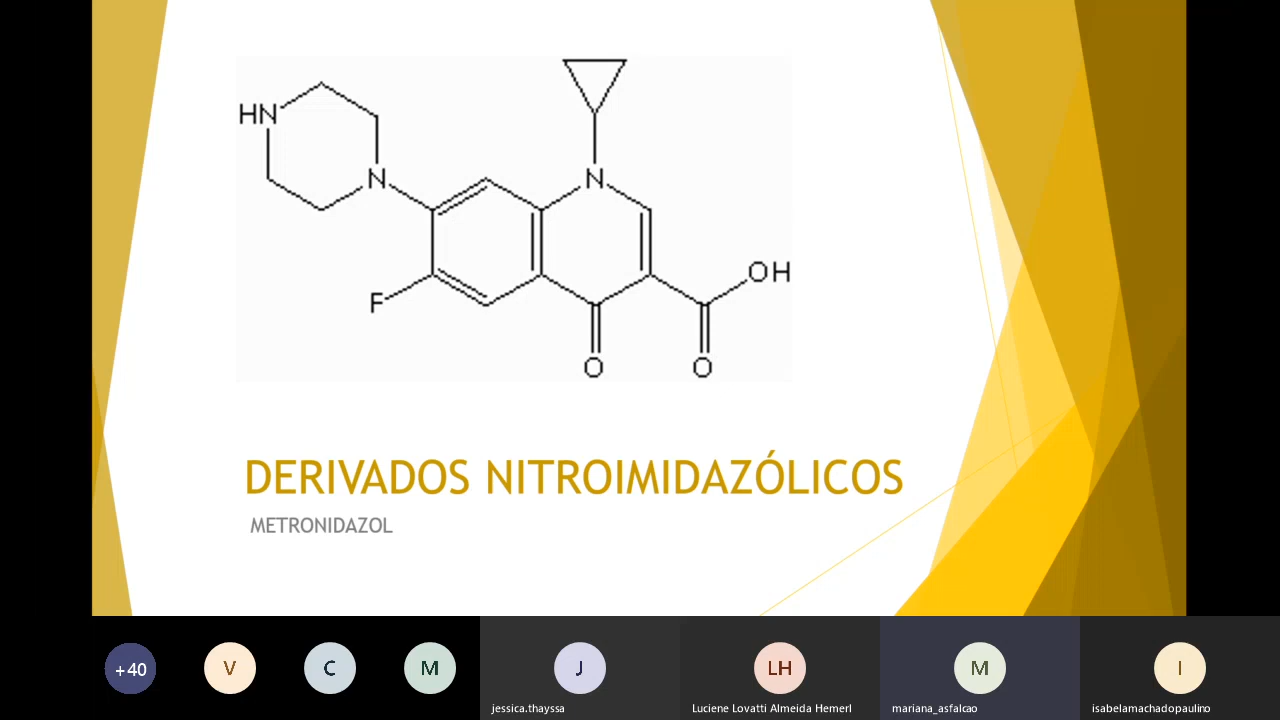 HN
N
N
F
OH
O
O
DERIVADOS NITROIMIDAZÓLICOS
METRONIDAZOL
+40
V
C
M
J
LH
M
I
jessica.thayssa
Luciene Lovatti Almeida Hemerl
mariana_asfalcao
isabelamachadopaulino